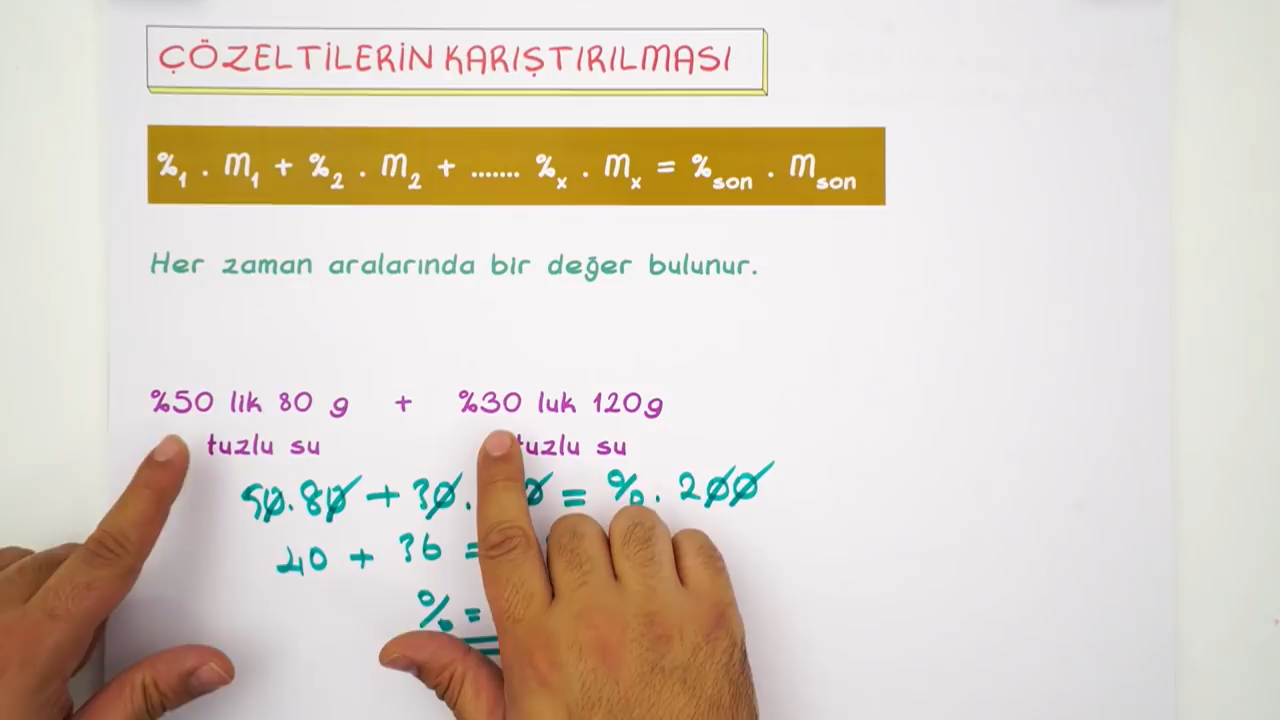 ÇÖZELTİLERİN KARIŞTIRILMASI
%₁ . m₁ + %₂ . m₂ + ....... %ₓ . mₓ = %son . mson
Her zaman aralarında bir değer bulunur.
%50 lik 80 g + %30 luk 120g
tuzlu su tuzlu su
50.80 + 30. 0 = % . 200
40 + 36 =
% =